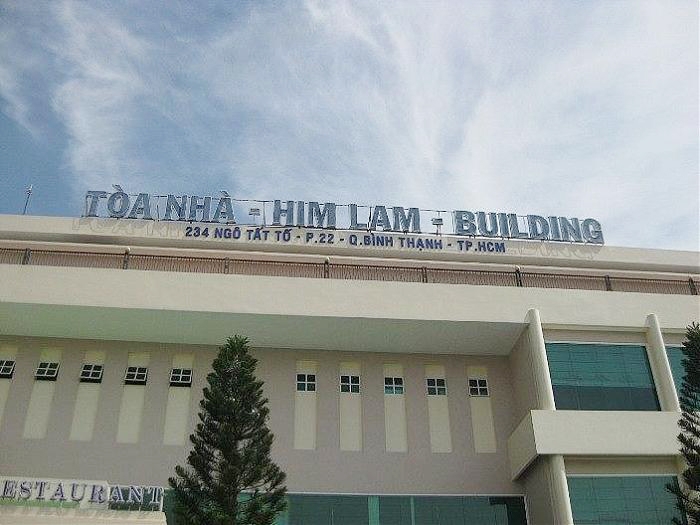 TÒA NHÀ - HIM LAM - BUILDING
234 NGÔ TẤT TỐ - P.22 - Q.BÌNH THẠNH - TP.HCM
ESTAURANT